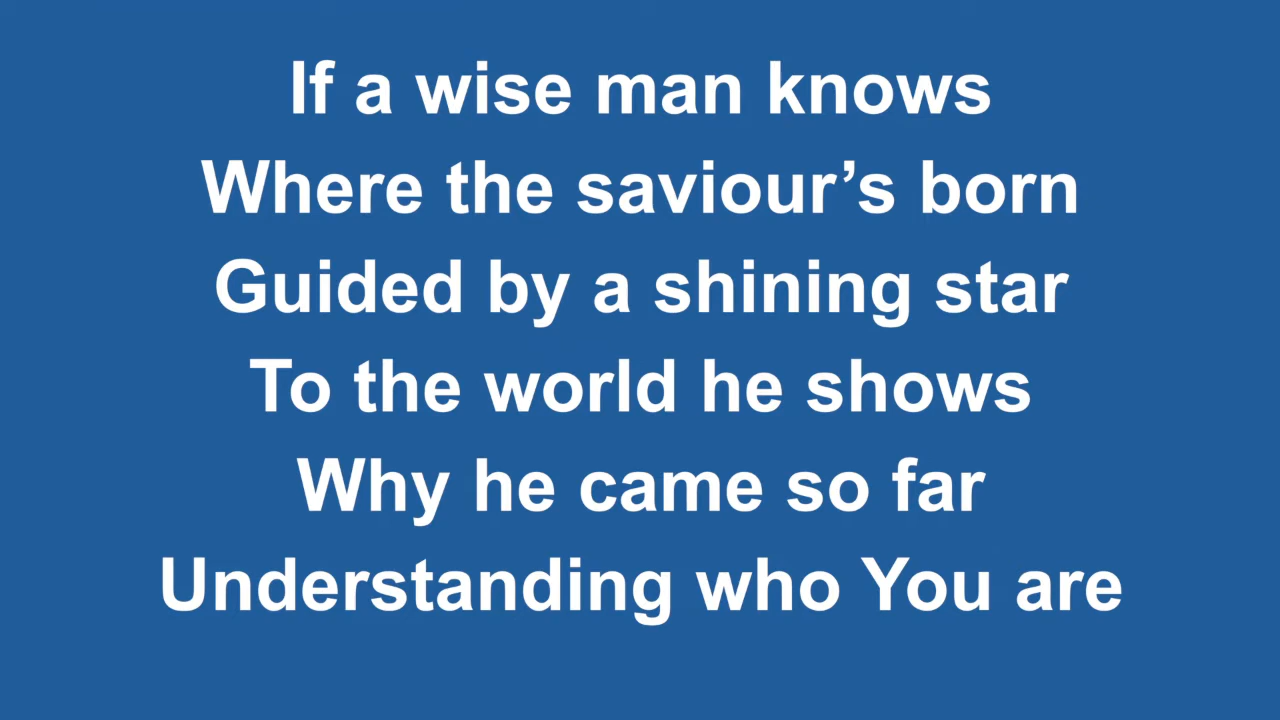 If a wise man knows
Where the saviour’s born
Guided by a shining star
To the world he shows
Why he came so far
Understanding who You are